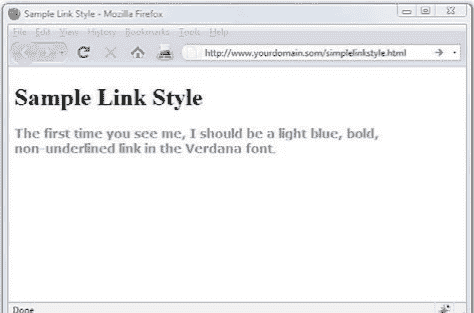 Sample Link Style - Mozilla Firefox
File Edit View History Bookmarks Tools Help
http://www.yourdomain.som/simplelinkstyle.html
Sample Link Style
The first time you see me, I should be a light blue, bold,
non-underlined link in the Verdana font.
Done